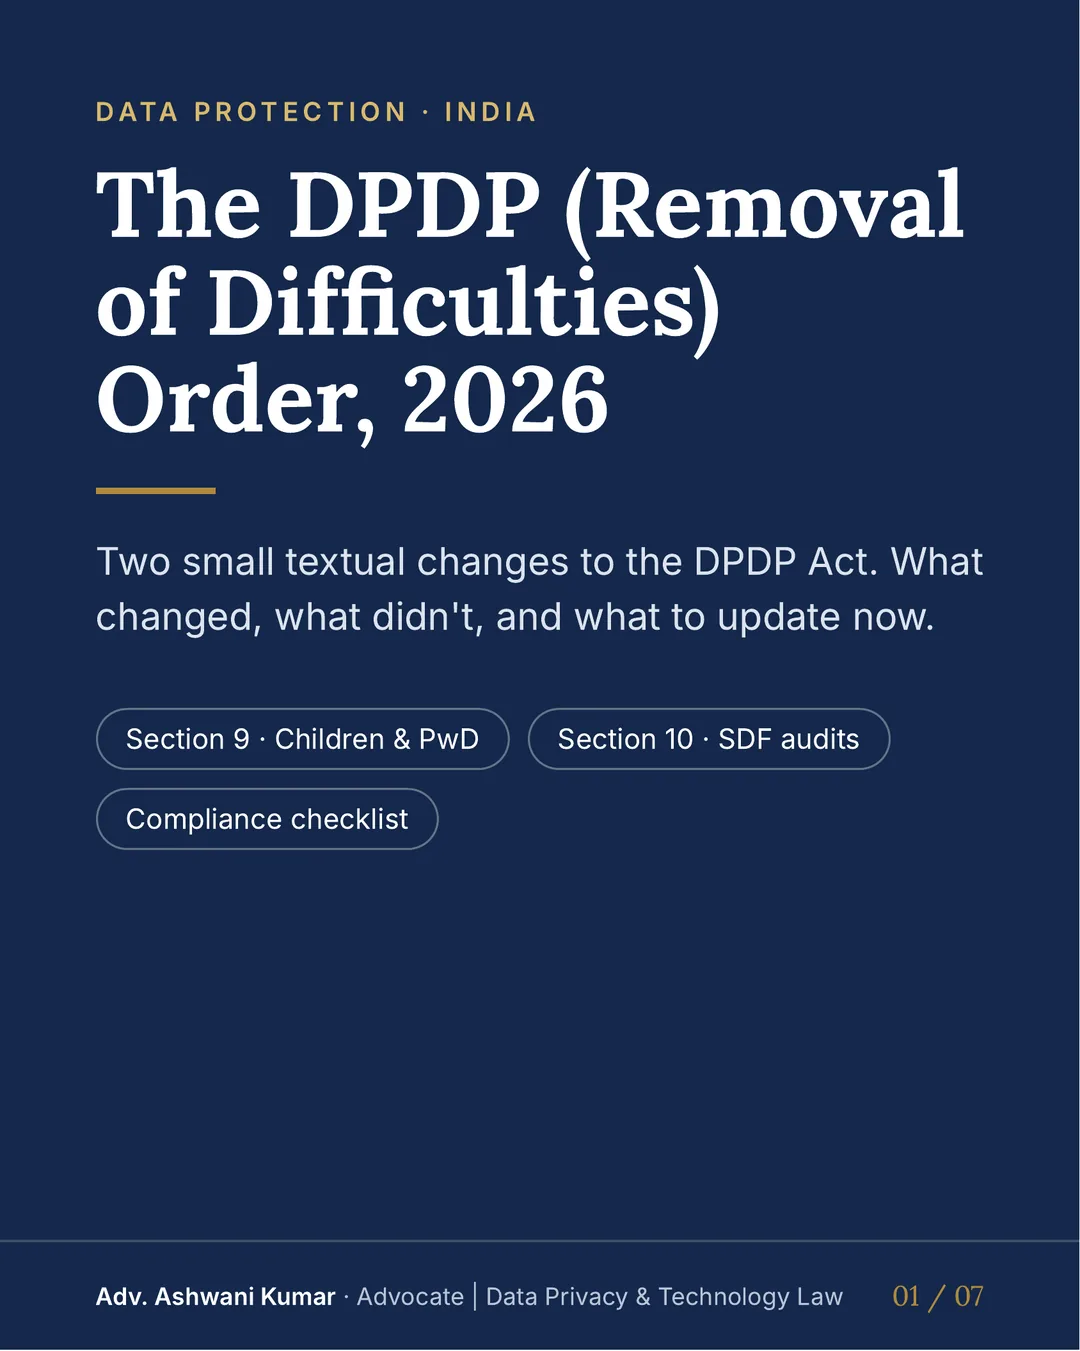 DATA PROTECTION · INDIA
The DPDP (Removal
of Difficulties)
Order, 2026
Two small textual changes to the DPDP Act. What
changed, what didn't, and what to update now.
Section 9 · Children & PwD
Section 10 · SDF audits
Compliance checklist
Adv. Ashwani Kumar · Advocate | Data Privacy & Technology Law
01 / 07